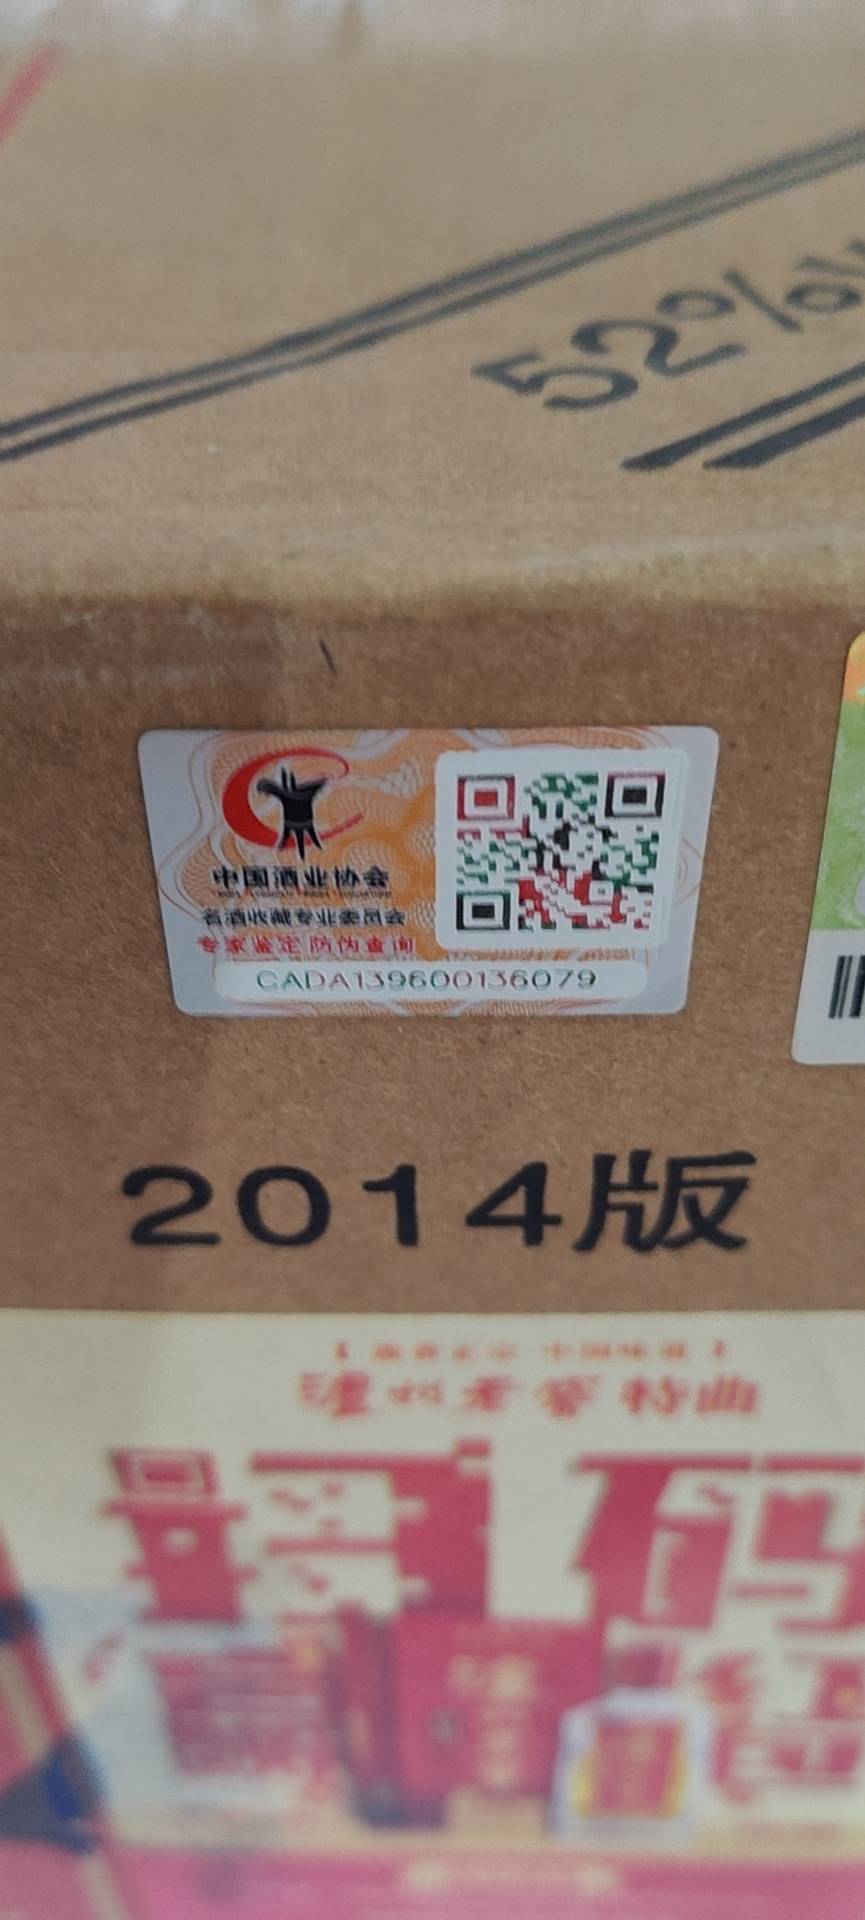 52%v
中国酒业协会
名酒收藏专业委员会
专家鉴定 防伪查询
CADA139600136079
2014版
泸州老窖 特曲